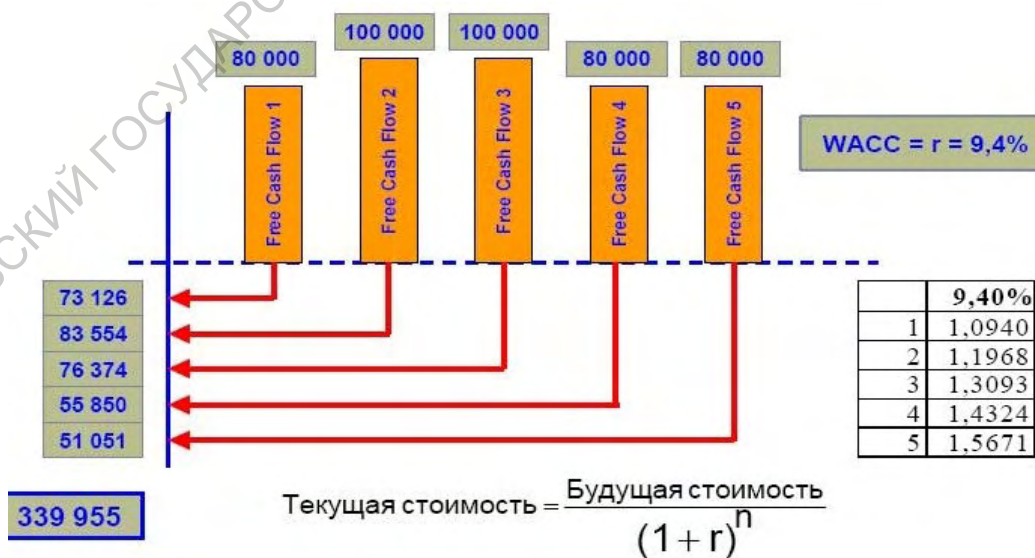 СКИЙ ГОСУДАРС
80 000
100 000
100 000
80 000
80 000
Free Cash Flow 1
Free Cash Flow 2
Free Cash Flow 3
Free Cash Flow 4
Free Cash Flow 5
WACC = r = 9,4%
73 126
83 554
76 374
55 850
51 051
9,40%
1 1,0940
2 1,1968
3 1,3093
4 1,4324
5 1,5671
339 955
Текущая стоимость = Будущая стоимость
(1 + r)n